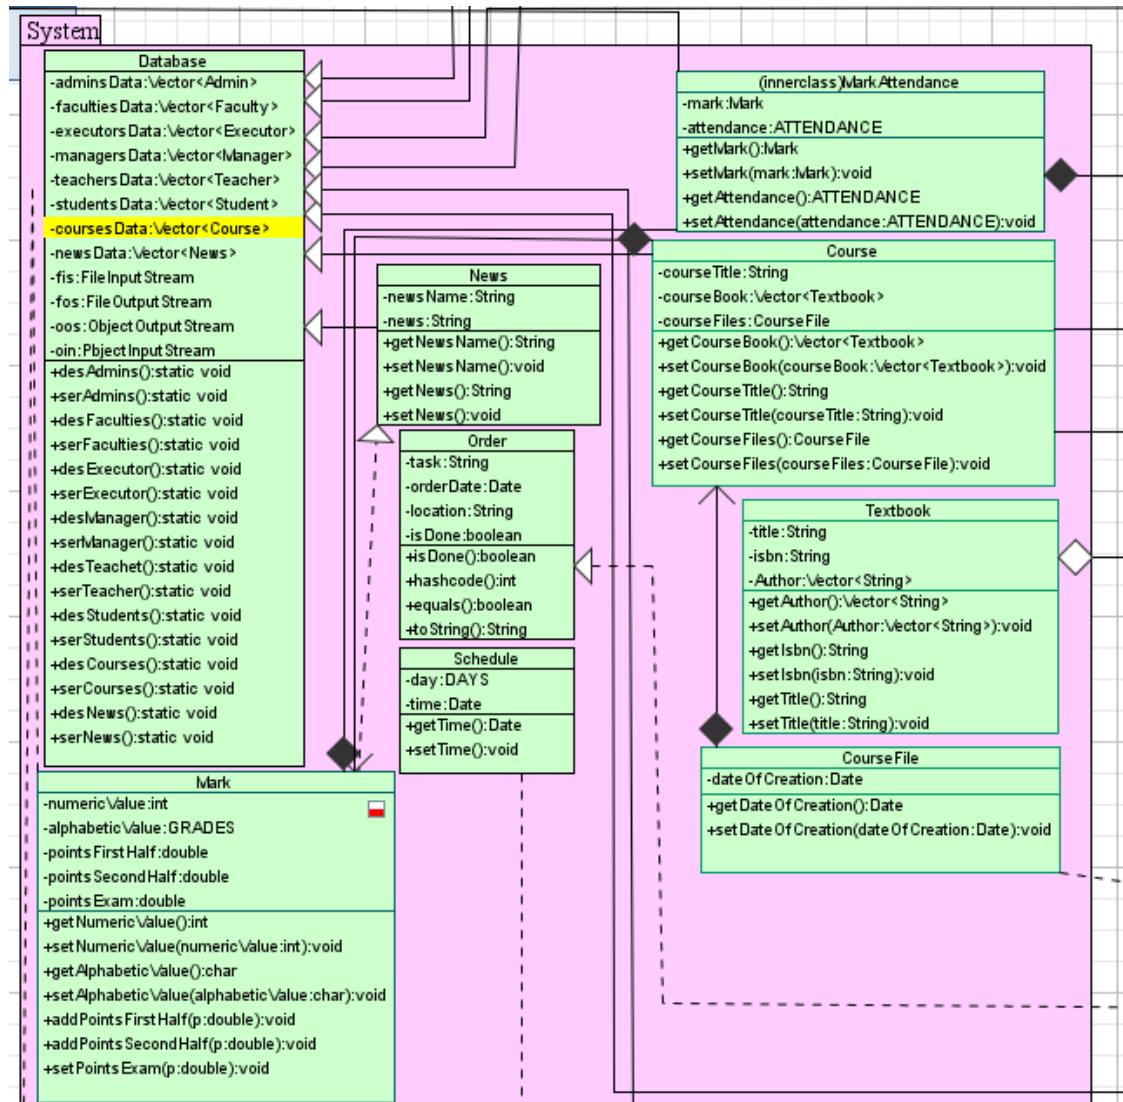 System
Database
-adminsData:Vector<Admin>
-facultiesData:Vector<Faculty>
-executorsData:Vector<Executor>
-managersData:Vector<Manager>
-teachersData:Vector<Teacher>
-studentsData:Vector<Student>
-coursesData:Vector<Course>
-newsData:Vector<News>
-fis:FileInputStream
-fos:FileOutputStream
-oos:ObjectOutputStream
-oin:PbjectInputStream
+desAdmins():static void
+serAdmins():static void
+desFaculties():static void
+serFaculties():static void
+desExecutor():static void
+serExecutor():static void
+desManager():static void
+serManager():static void
+desTeachet():static void
+serTeacher():static void
+desStudents():static void
+serStudents():static void
+desCourses():static void
+serCourses():static void
+desNews():static void
+serNews():static void
(innerclass)MarkAttendance
-mark:Mark
-attendance:ATTENDANCE
+getMark():Mark
+setMark(mark:Mark):void
+getAttendance():ATTENDANCE
+setAttendance(attendance:ATTENDANCE):void
Course
-courseTitle:String
-courseBook:Vector<Textbook>
-courseFiles:CourseFile
+getCourseBook():Vector<Textbook>
+setCourseBook(courseBook:Vector<Textbook>):void
+getCourseTitle():String
+setCourseTitle(courseTitle:String):void
+getCourseFiles():CourseFile
+setCourseFiles(courseFiles:CourseFile):void
News
-newsName:String
-news:String
+getNewsName():String
+setNewsName():void
+getNews():String
+setNews():void
Order
-task:String
-orderDate:Date
-location:String
-isDone:boolean
+isDone():boolean
+hashcode():int
+equals():boolean
+toString():String
Textbook
-title:String
-isbn:String
-Author:Vector<String>
+getAuthor():Vector<String>
+setAuthor(Author:Vector<String>):void
+getIsbn():String
+setIsbn(isbn:String):void
+getTitle():String
+setTitle(title:String):void
Schedule
-day:DAYS
-time:Date
+getTime():Date
+setTime():void
CourseFile
-dateOfCreation:Date
+getDateOfCreation():Date
+setDateOfCreation(dateOfCreation:Date):void
Mark
-numericValue:int
-alphabeticValue:GRADES
-pointsFirstHalf:double
-pointsSecondHalf:double
-pointsExam:double
+getNumericValue():int
+setNumericValue(numericValue:int):void
+getAlphabeticValue():char
+setAlphabeticValue(alphabeticValue:char):void
+addPointsFirstHalf(p:double):void
+addPointsSecondHalf(p:double):void
+setPointsExam(p:double):void